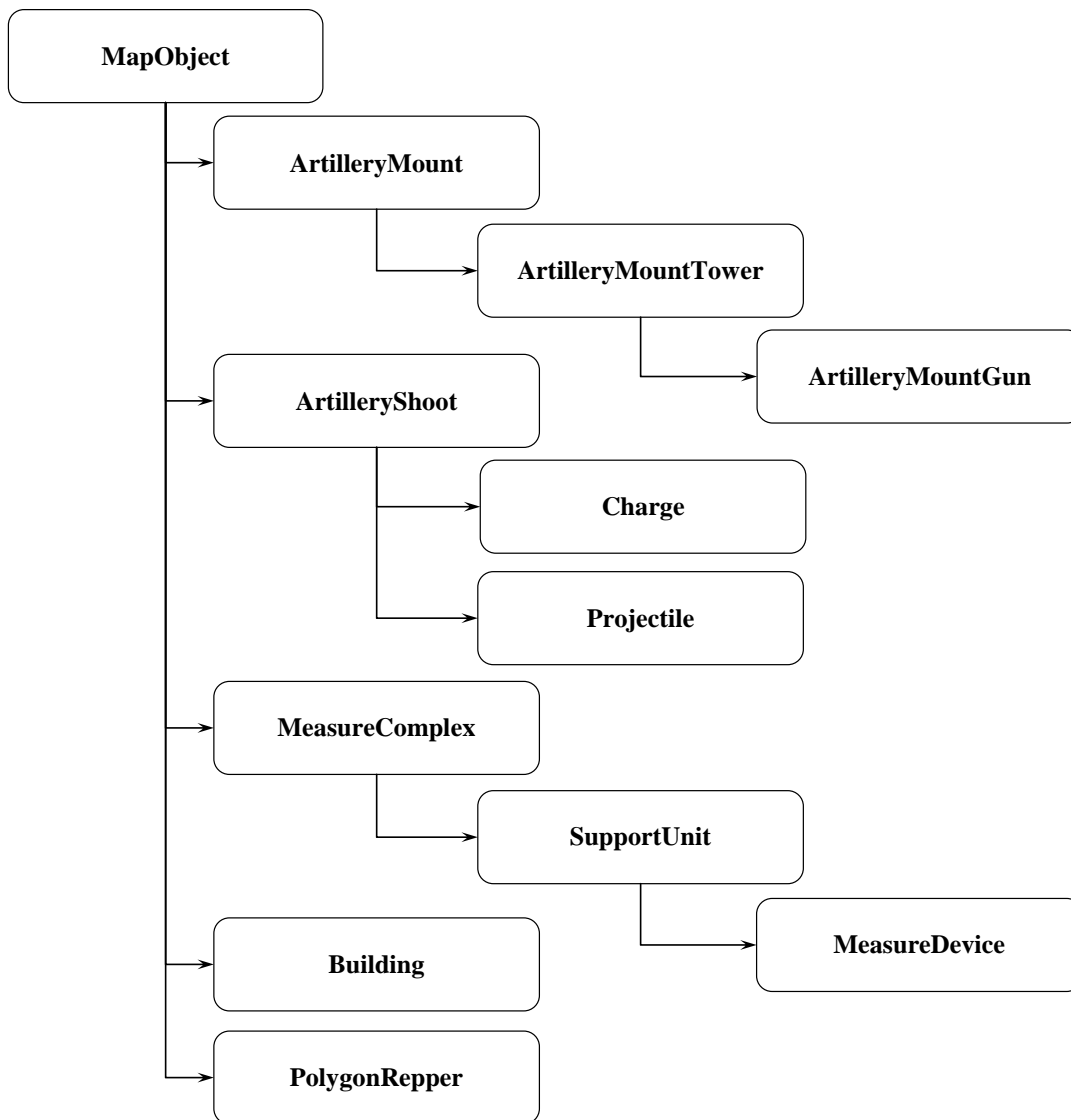 MapObject
ArtilleryMount
ArtilleryMountTower
ArtilleryMountGun
ArtilleryShoot
Charge
Projectile
MeasureComplex
SupportUnit
MeasureDevice
Building
PolygonRepper